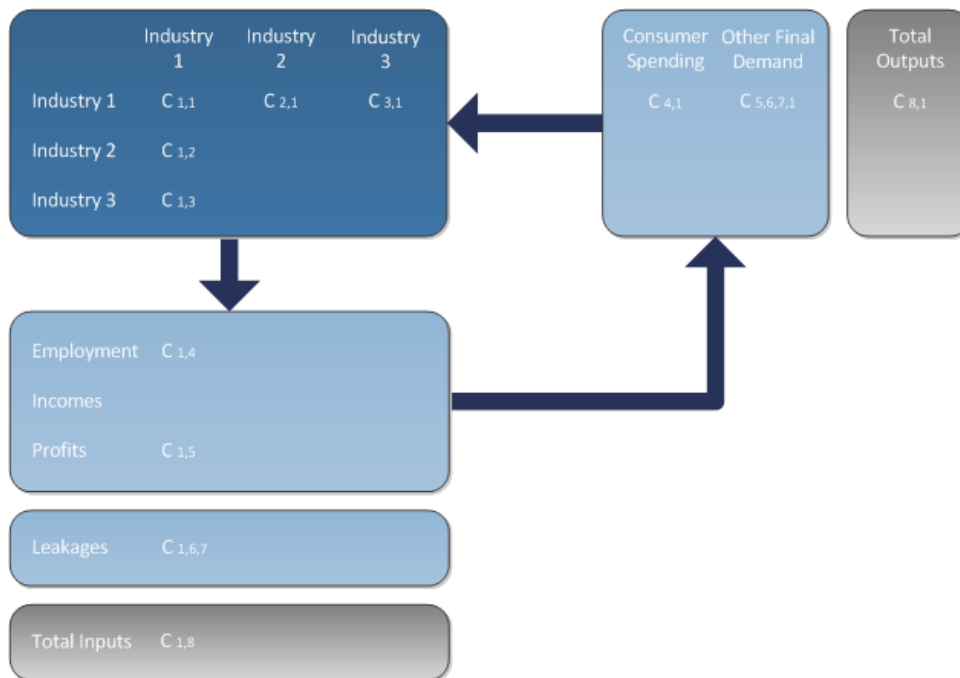 Industry 1 Industry 2 Industry 3 Consumer Spending Other Final Demand Total Outputs
Industry 1 C 1,1 C 2,1 C 3,1 C 4,1 C 5,6,7,1 C 8,1
Industry 2 C 1,2
Industry 3 C 1,3
Employment C 1,4
Incomes
Profits C 1,5
Leakages C 1,6,7
Total Inputs C 1,8